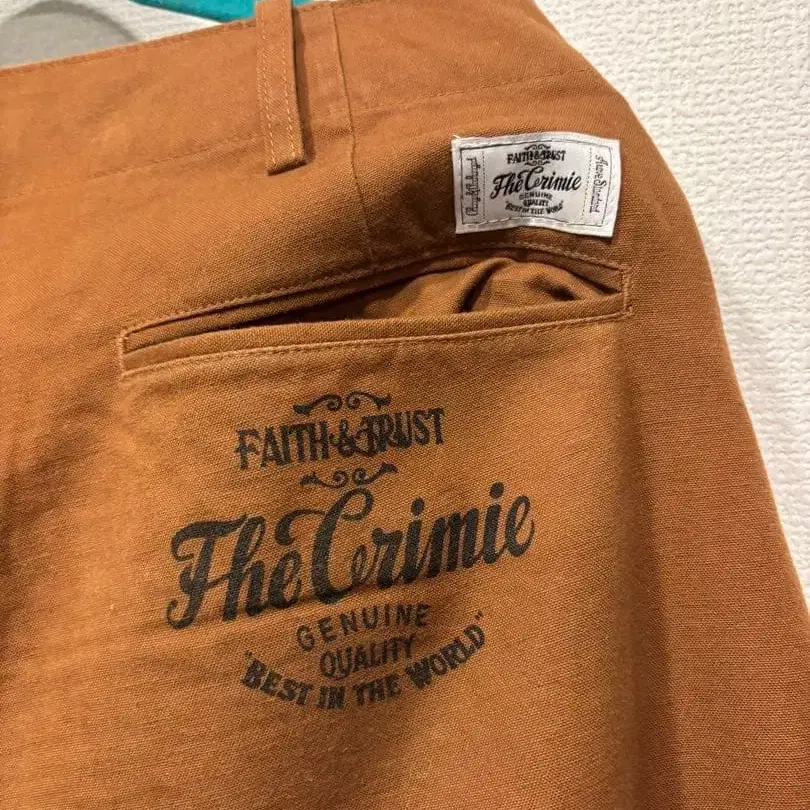 FAITH & TRUST
The Crimie
GENUINE
QUALITY
"BEST IN THE WORLD"
FAITH & TRUST
The Crimie
GENUINE
QUALITY
"BEST IN THE WORLD"